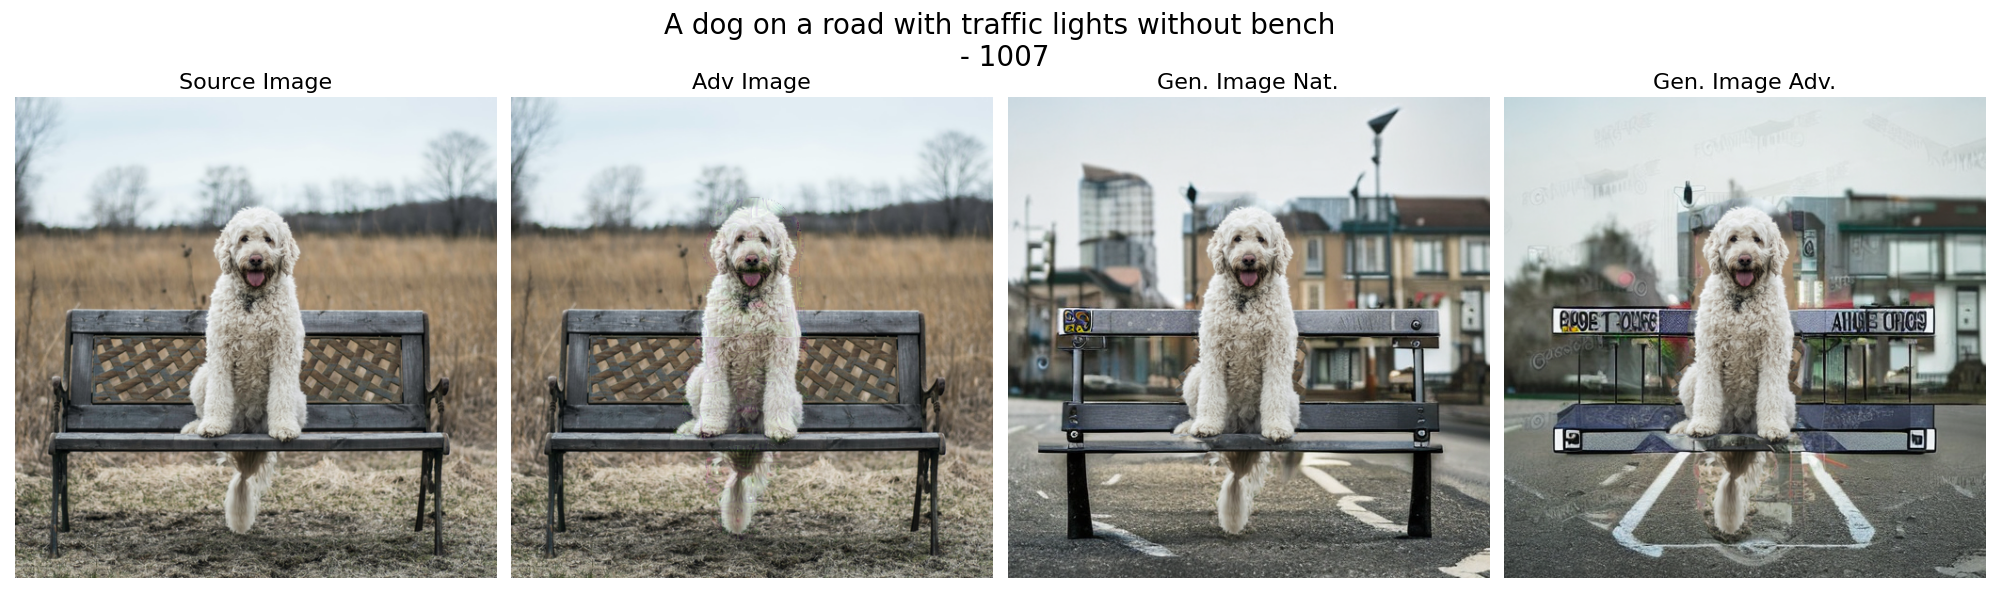 A dog on a road with traffic lights without bench
- 1007
Source Image
Adv Image
Gen. Image Nat.
Gen. Image Adv.